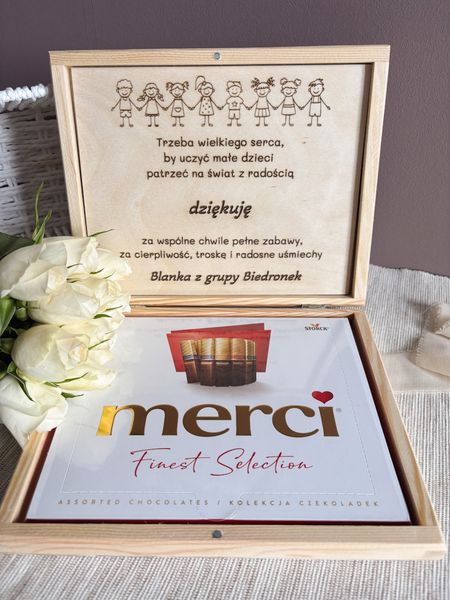 Trzeba wielkiego serca,
by uczyć małe dzieci
patrzeć na świat z radością
dziękuję
za wspólne chwile pełne zabawy,
za cierpliwość, troskę i radosne uśmiechy
Blanka z grupy Biedronek
STORCK
merci
Finest Selection
ASSORTED CHOCOLATES / KOLEKCJA CZEKOLADEK